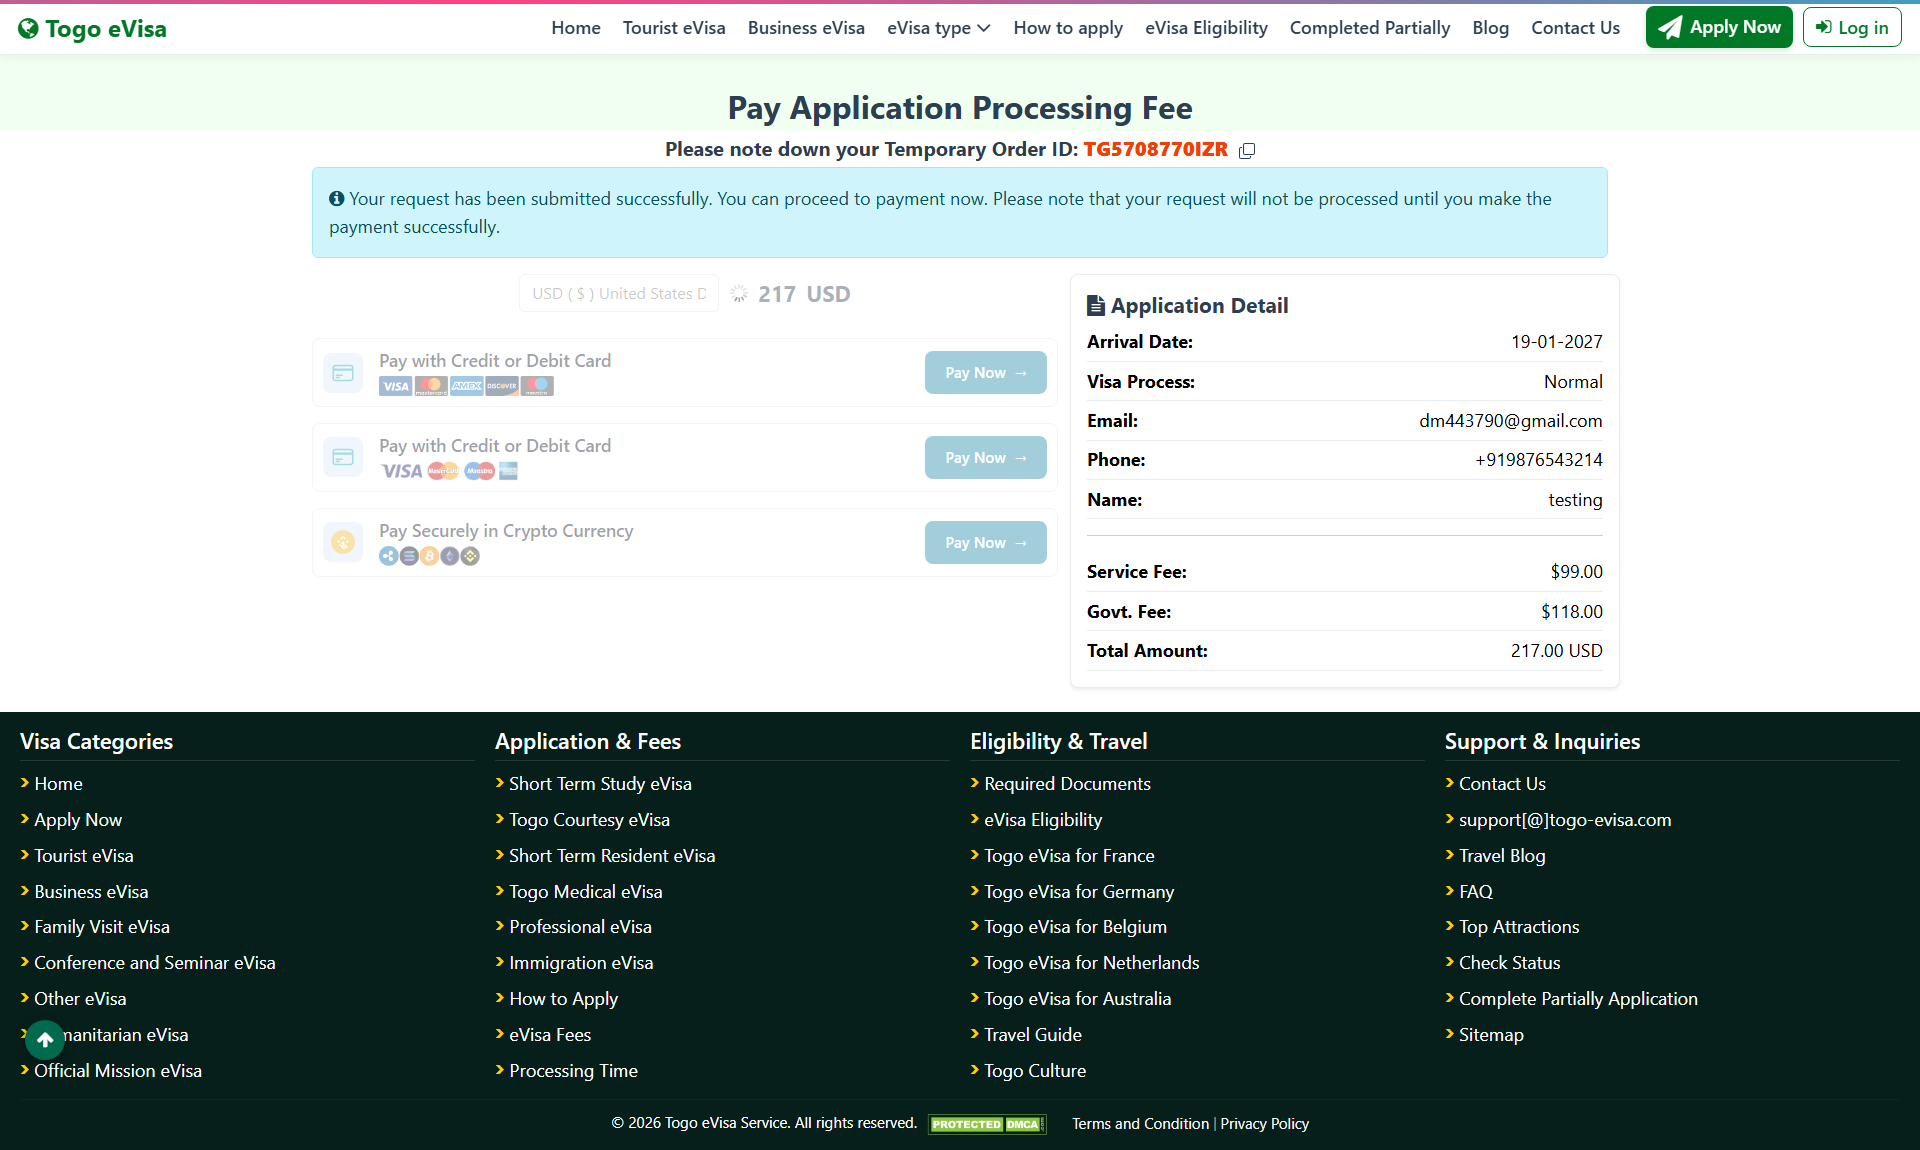 Togo eVisa
Home Tourist eVisa Business eVisa eVisa type How to apply eVisa Eligibility Completed Partially Blog Contact Us Apply Now Log in
Pay Application Processing Fee
Please note down your Temporary Order ID: TG5708770IZR
Your request has been submitted successfully. You can proceed to payment now. Please note that your request will not be processed until you make the
payment successfully.
USD ( $ ) United States D 217 USD
Pay with Credit or Debit Card
VISA mastercard AMEX DISCOVER maestro
Pay Now →
Pay with Credit or Debit Card
VISA MasterCard Maestro
Pay Now →
Pay Securely in Crypto Currency
Pay Now →
Application Detail
Arrival Date: 19-01-2027
Visa Process: Normal
Email: dm443790@gmail.com
Phone: +919876543214
Name: testing
Service Fee: $99.00
Govt. Fee: $118.00
Total Amount: 217.00 USD
Visa Categories
Home
Apply Now
Tourist eVisa
Business eVisa
Family Visit eVisa
Conference and Seminar eVisa
Other eVisa
manitarian eVisa
Official Mission eVisa
Application & Fees
Short Term Study eVisa
Togo Courtesy eVisa
Short Term Resident eVisa
Togo Medical eVisa
Professional eVisa
Immigration eVisa
How to Apply
eVisa Fees
Processing Time
Eligibility & Travel
Required Documents
eVisa Eligibility
Togo eVisa for France
Togo eVisa for Germany
Togo eVisa for Belgium
Togo eVisa for Netherlands
Togo eVisa for Australia
Travel Guide
Togo Culture
Support & Inquiries
Contact Us
support[@]togo-evisa.com
Travel Blog
FAQ
Top Attractions
Check Status
Complete Partially Application
Sitemap
© 2026 Togo eVisa Service. All rights reserved. PROTECTED DMCA Terms and Condition | Privacy Policy